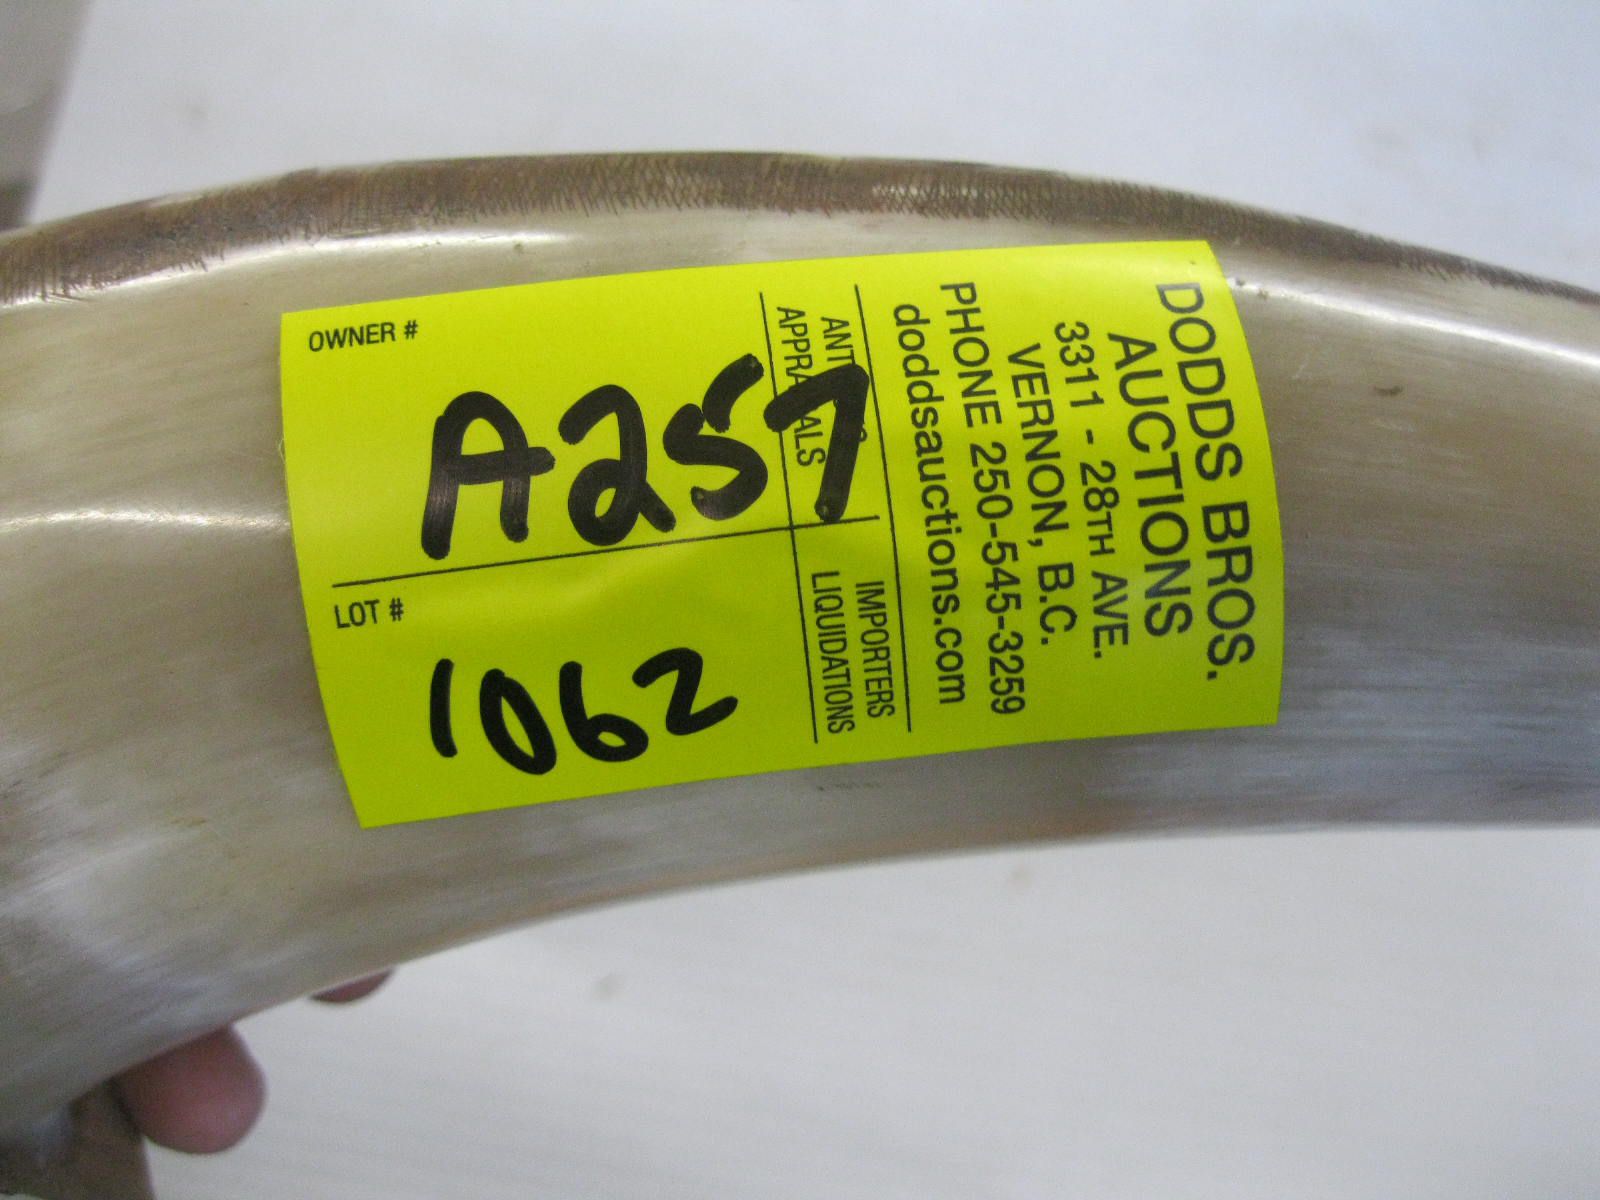 OWNER #
A257
LOT #
1062
DODDS BROS.
AUCTIONS
3311 - 28TH AVE.
VERNON, B.C.
PHONE 250-545-3259
doddsauctions.com
IMPORTERS
LIQUIDATIONS